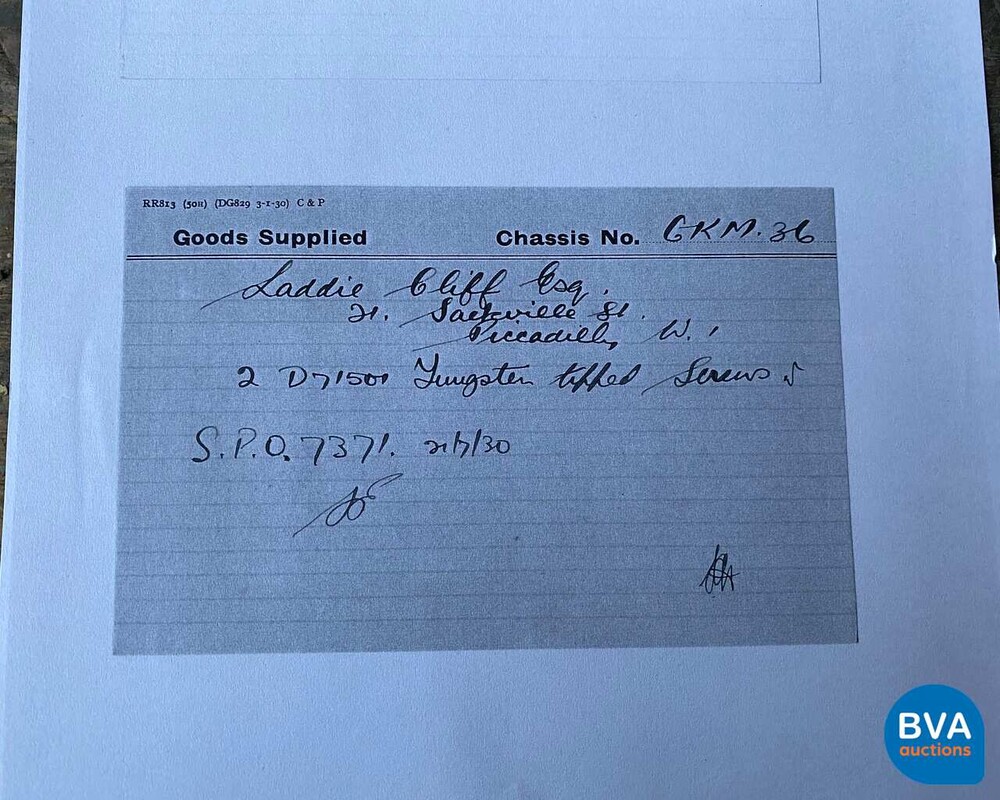 RR813 (50H) (DG829 3-1-30) C & P
Goods Supplied Chassis No. GKM.36
Laddie Cliff Esq.
21. Sackville St.
Piccadilly, W.1
2 D71501 Tungsten tipped Screws
S.P.O. 7371. 21/7/30
BVA
auctions